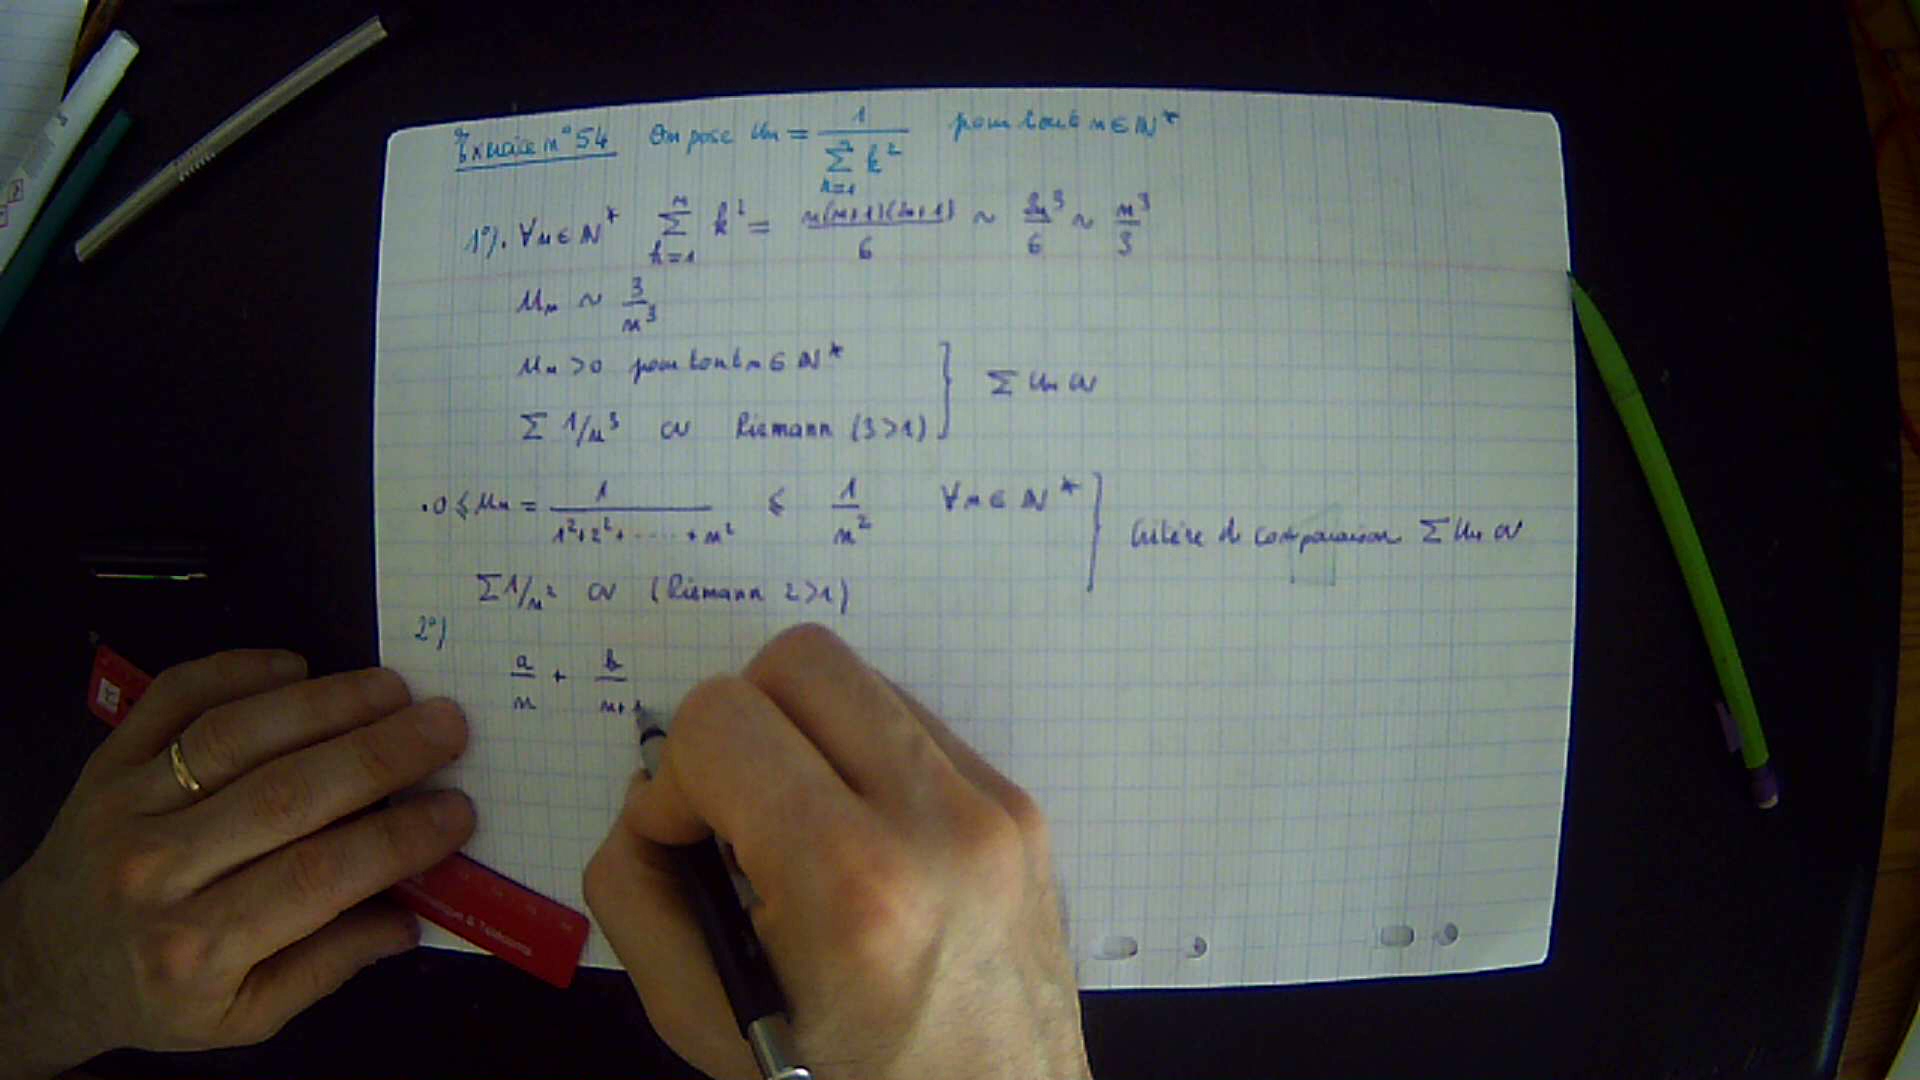 Exercice n° 54 On pose Un = 1 / ∑_{k=1}^{n} k² pour tout n ∈ ℕ*
1°/. ∀n ∈ ℕ* ∑_{k=1}^{n} k² = n(n+1)(2n+1) / 6 ~ 2n³/6 ~ n³/3
Un ~ 3/n³
Un > 0 pour tout n ∈ ℕ*
∑ 1/n³ cv Riemann (3>1) } ∑ Un cv
. 0 ≤ Un = 1 / (1²+2²+.....+n²) ≤ 1/n² ∀n ∈ ℕ*
∑ 1/n² cv (Riemann 2>1) } Critère de comparaison ∑ Un cv
2°/
a/n + b/n+1